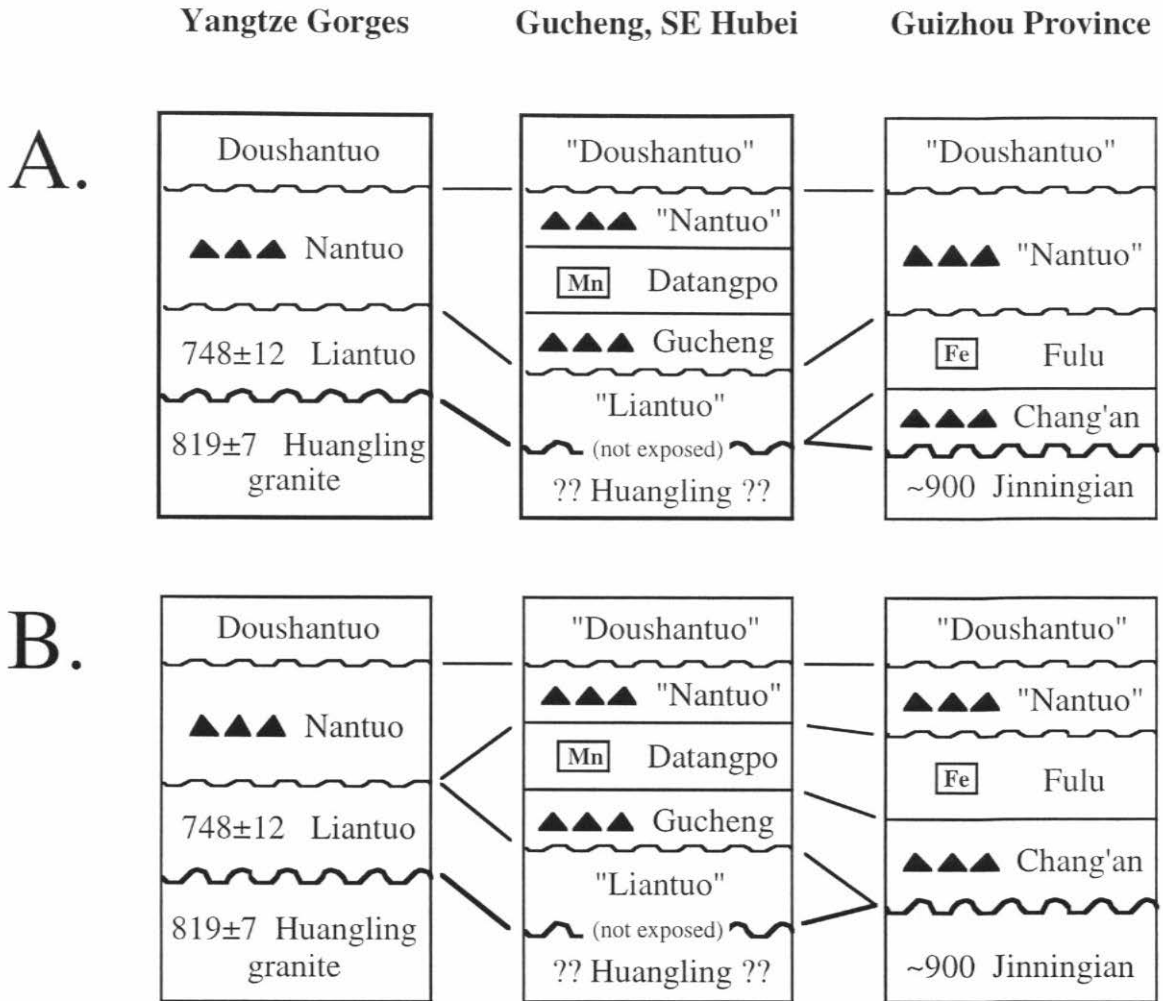 Yangtze Gorges
Gucheng, SE Hubei
Guizhou Province
A.
Doushantuo
Nantuo
748±12 Liantuo
819±7 Huangling
granite
"Doushantuo"
"Nantuo"
Mn Datangpo
Gucheng
"Liantuo"
(not exposed)
?? Huangling ??
"Doushantuo"
"Nantuo"
Fe Fulu
Chang'an
~900 Jinningian
B.
Doushantuo
Nantuo
748±12 Liantuo
819±7 Huangling
granite
"Doushantuo"
"Nantuo"
Mn Datangpo
Gucheng
"Liantuo"
(not exposed)
?? Huangling ??
"Doushantuo"
"Nantuo"
Fe Fulu
Chang'an
~900 Jinningian